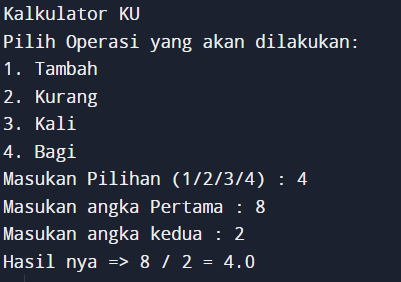 Kalkulator KU
Pilih Operasi yang akan dilakukan:
1. Tambah
2. Kurang
3. Kali
4. Bagi
Masukan Pilihan (1/2/3/4) : 4
Masukan angka Pertama : 8
Masukan angka kedua : 2
Hasil nya => 8 / 2 = 4.0